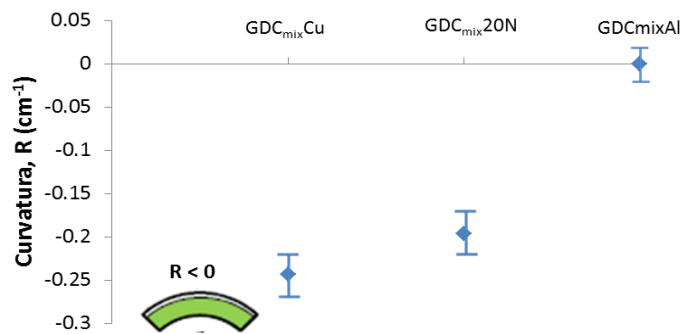 GDCmixCu
GDCmix20N
GDCmixAl
Curvatura, R (cm-1)
0.05
0
-0.05
-0.1
-0.15
-0.2
-0.25
-0.3
R < 0